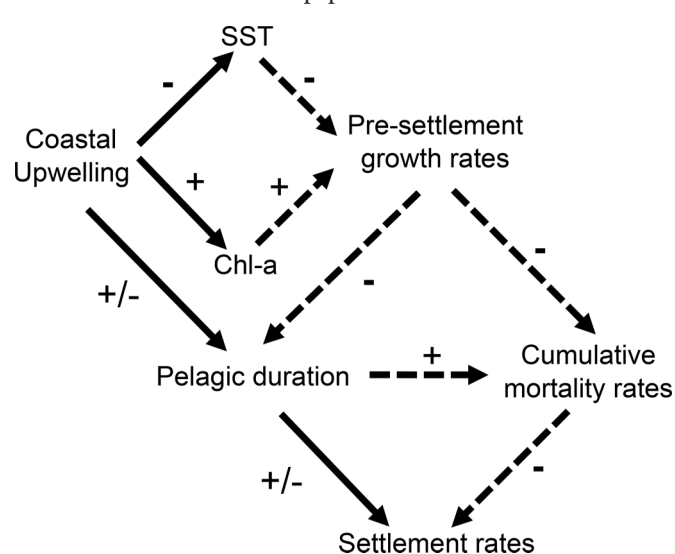 SST
-
-
Coastal
Upwelling
Pre-settlement
growth rates
+
+
Chl-a
-
-
+/-
Pelagic duration
+
Cumulative
mortality rates
+/-
-
Settlement rates